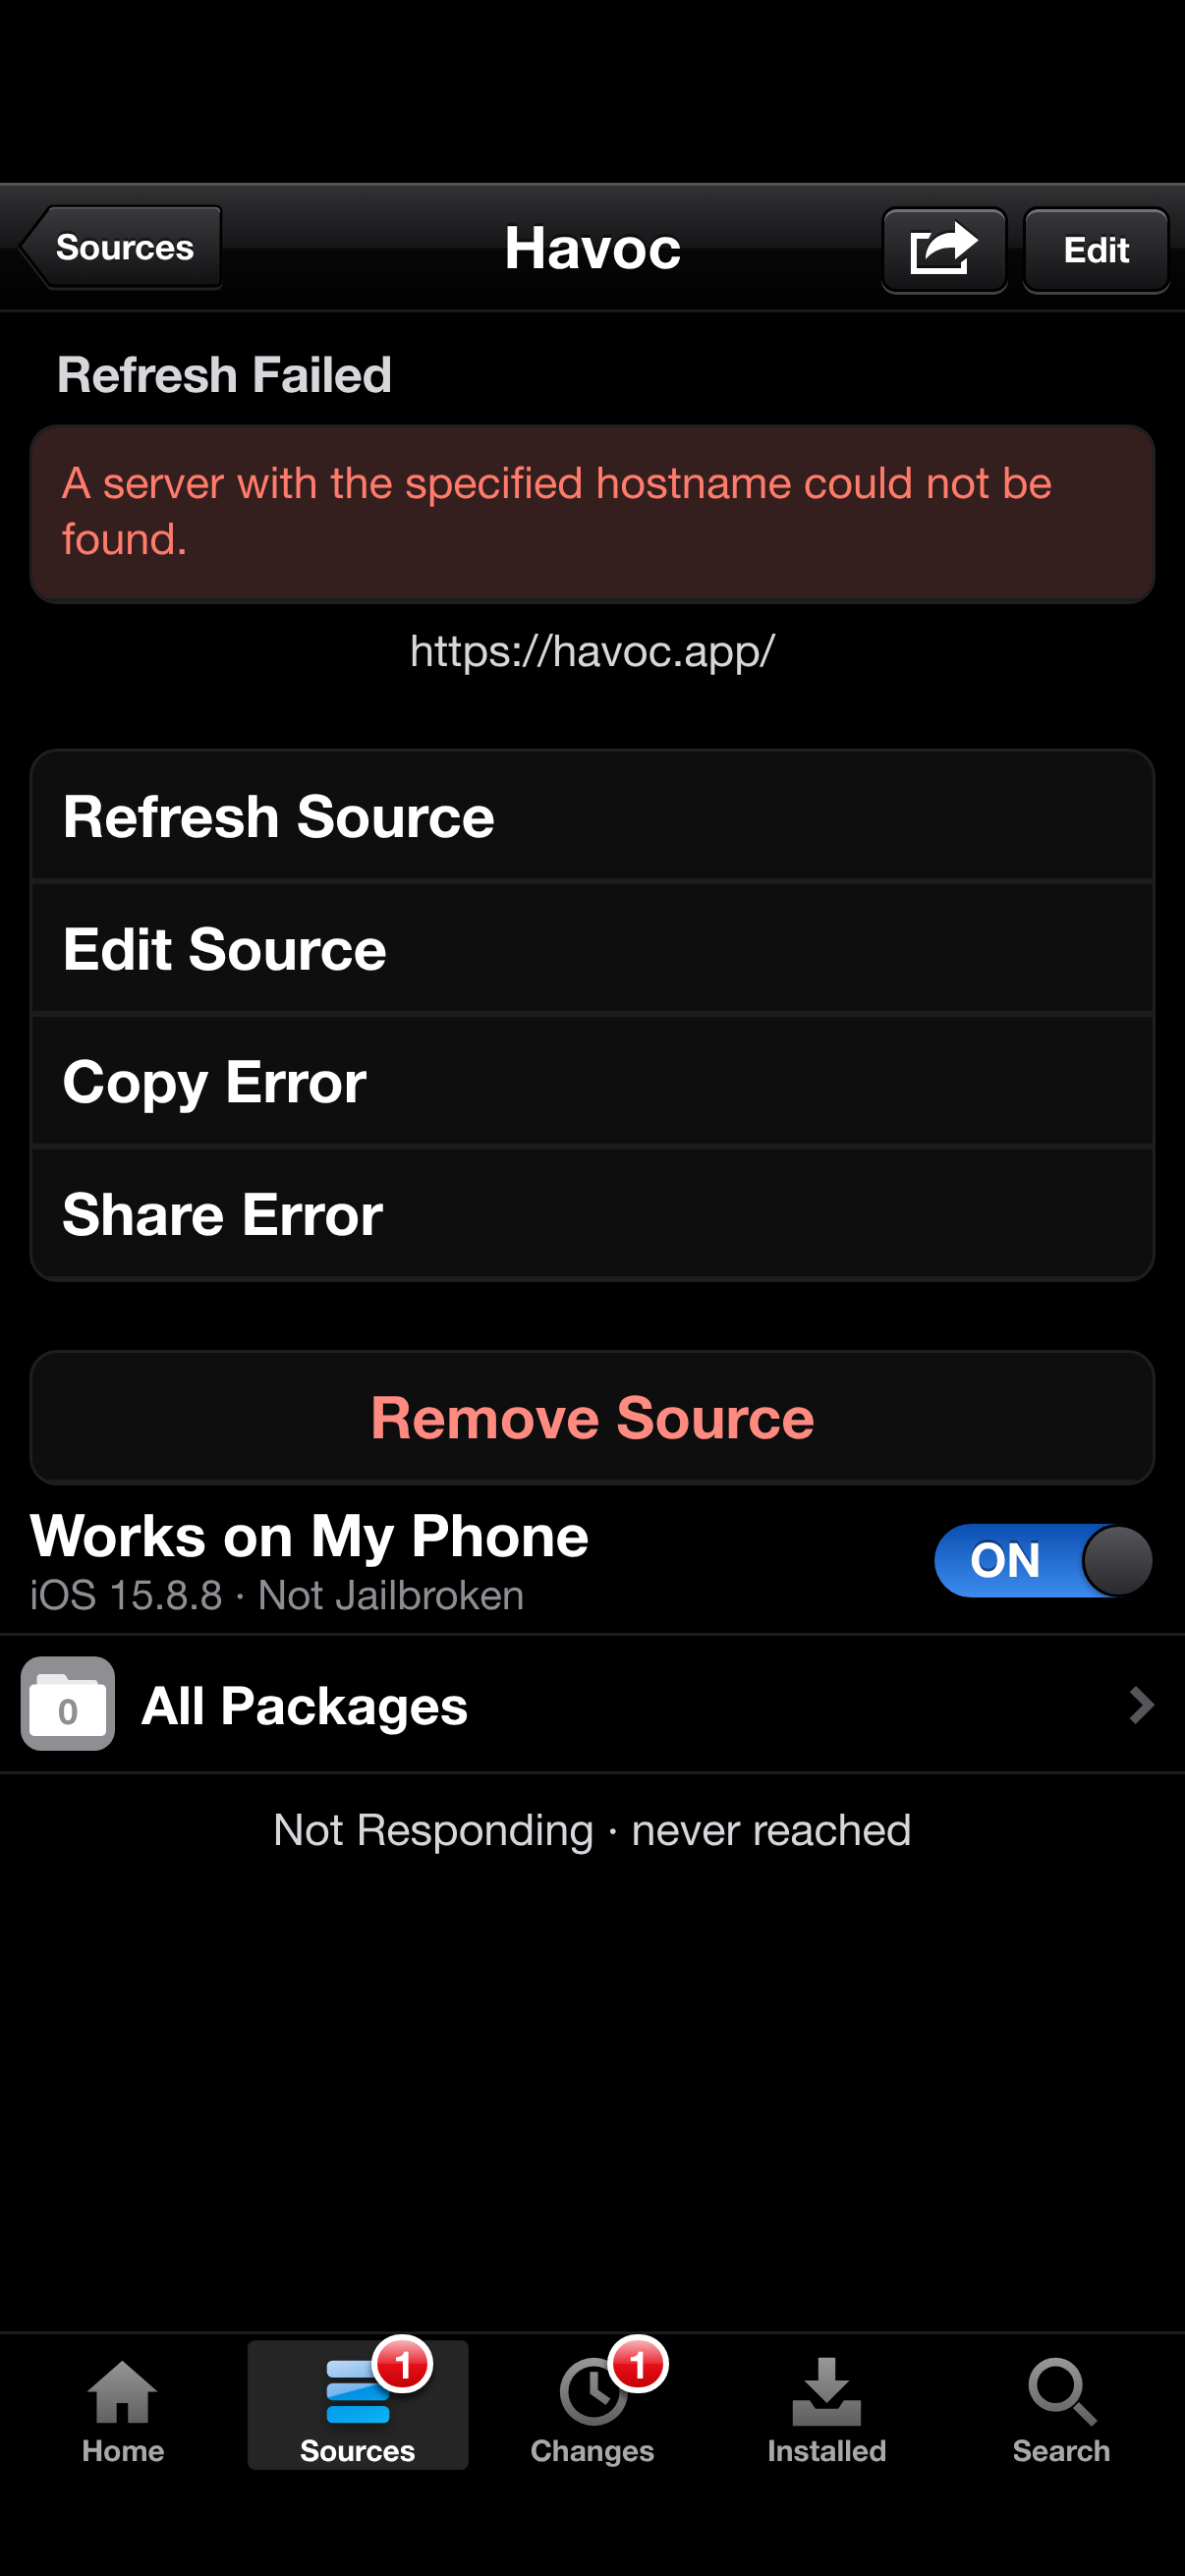 Sources
Havoc
Edit
Refresh Failed
A server with the specified hostname could not be
found.
https://havoc.app/
Refresh Source
Edit Source
Copy Error
Share Error
Remove Source
Works on My Phone
ON
iOS 15.8.8 · Not Jailbroken
0
All Packages
Not Responding · never reached
1
1
Home
Sources
Changes
Installed
Search